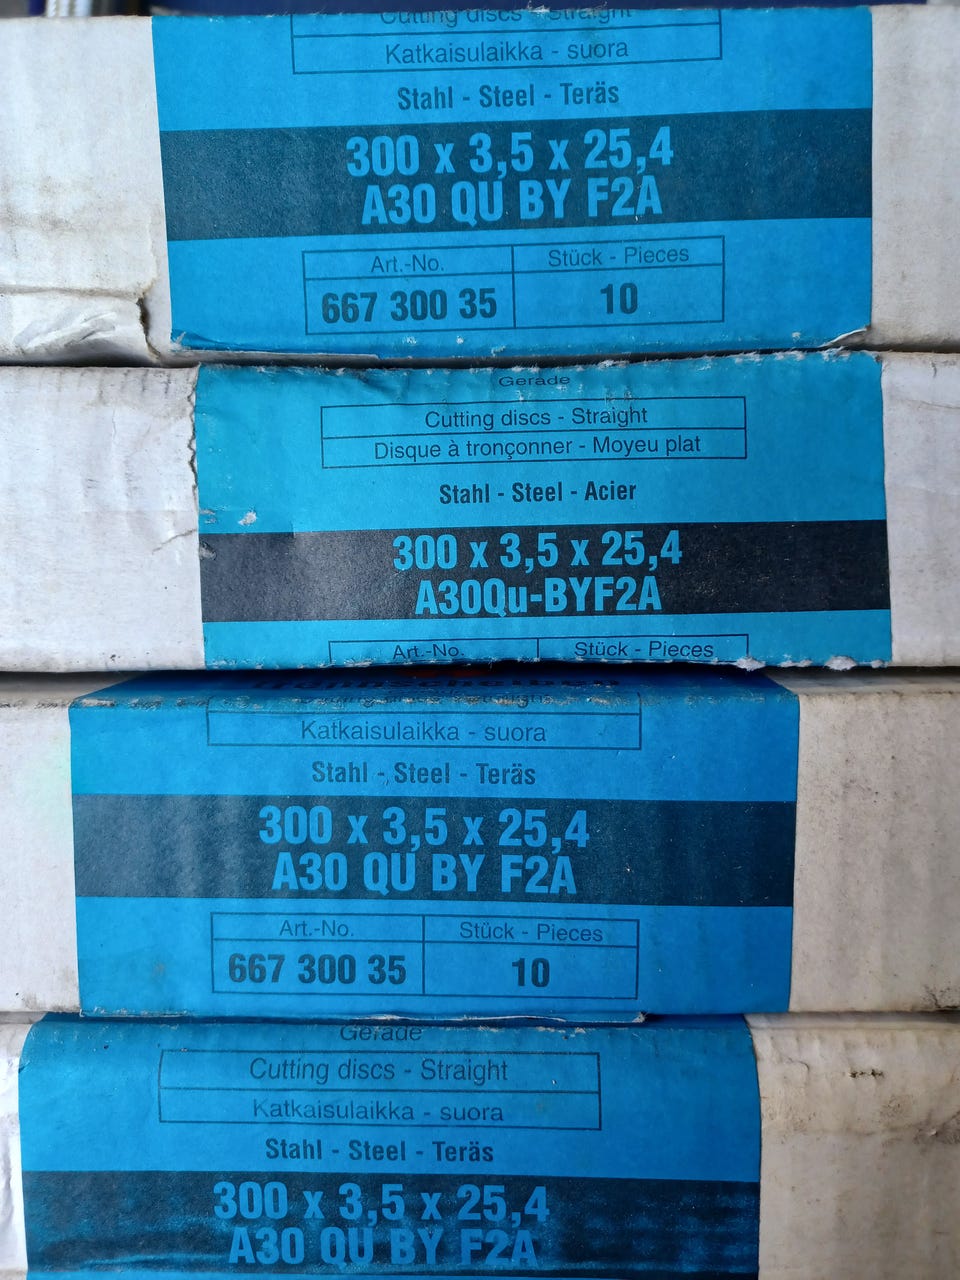 Cutting discs - Straight
Katkaisulaikka - suora
Stahl - Steel - Teräs
300 x 3,5 x 25,4
A30 QU BY F2A
Art.-No. Stück - Pieces
667 300 35 10
Gerade
Cutting discs - Straight
Disque à tronçonner - Moyeu plat
Stahl - Steel - Acier
300 x 3,5 x 25,4
A30Qu-BYF2A
Art.-No. Stück - Pieces
Katkaisulaikka - suora
Stahl - Steel - Teräs
300 x 3,5 x 25,4
A30 QU BY F2A
Art.-No. Stück - Pieces
667 300 35 10
Gerade
Cutting discs - Straight
Katkaisulaikka - suora
Stahl - Steel - Teräs
300 x 3,5 x 25,4
A30 QU BY F2A